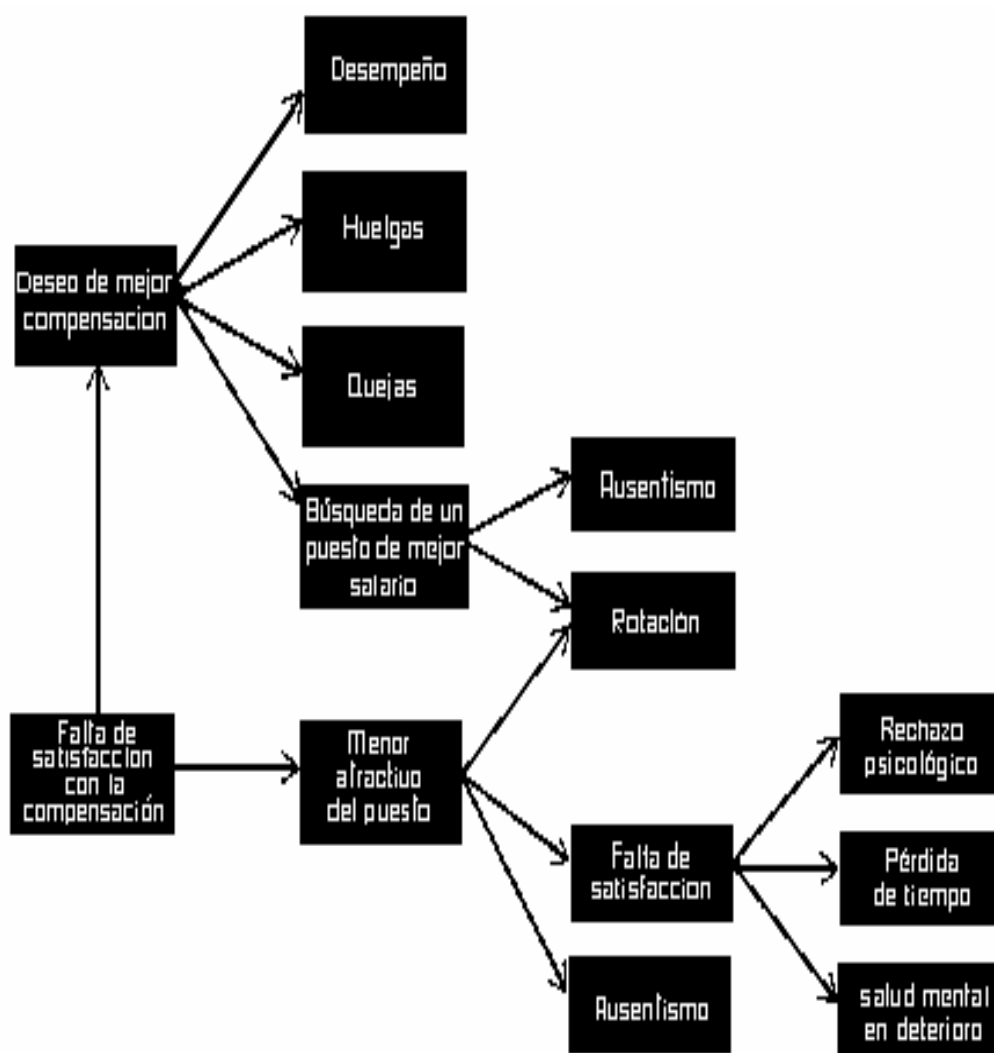 Desempeño
Huelgas
Deseo de mejor
compensacion
Quejas
Búsqueda de un
puesto de mejor
salario
Ausentismo
Rotación
Falta de
satisfaccion
con la
compensación
Menor
atractivo
del puesto
Rechazo
psicológico
Falta de
satisfaccion
Pérdida
de tiempo
Ausentismo
salud mental
en deterioro